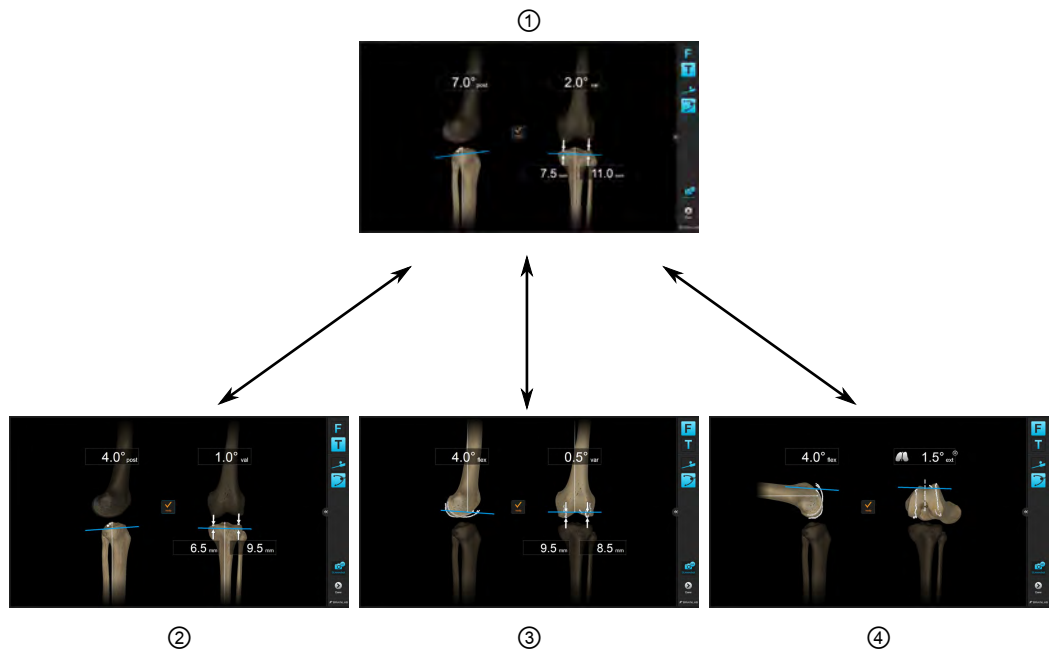 ①
F
T
7.0° post 2.0° val
7.5 mm 11.0 mm
F
T
4.0° post 1.0° val
6.5 mm 9.5 mm
F
T
4.0° flex 0.5° var
9.5 mm 8.5 mm
F
T
4.0° flex 1.5° ext
② ③ ④